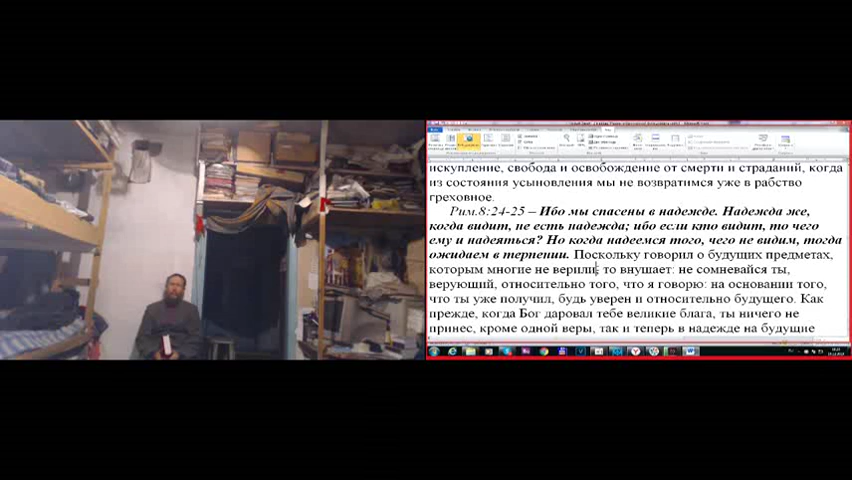 искупление, свобода и освобождение от смерти и страданий, когда
из состояния усыновления мы не возвратимся уже в рабство
греховное.
Рим.8:24-25 – Ибо мы спасены в надежде. Надежда же,
когда видит, не есть надежда; ибо если кто видит, то чего
ему и надеяться? Но когда надеемся того, чего не видим, тогда
ожидаем в терпении. Поскольку говорил о будущих предметах,
которым многие не верили; то внушает: не сомневайся ты,
верующий, относительно того, что я говорю: на основании того,
что ты уже получил, будь уверен и относительно будущего. Как
прежде, когда Бог даровал тебе великие блага, ты ничего не
принес, кроме одной веры, так и теперь в надежде на будущие